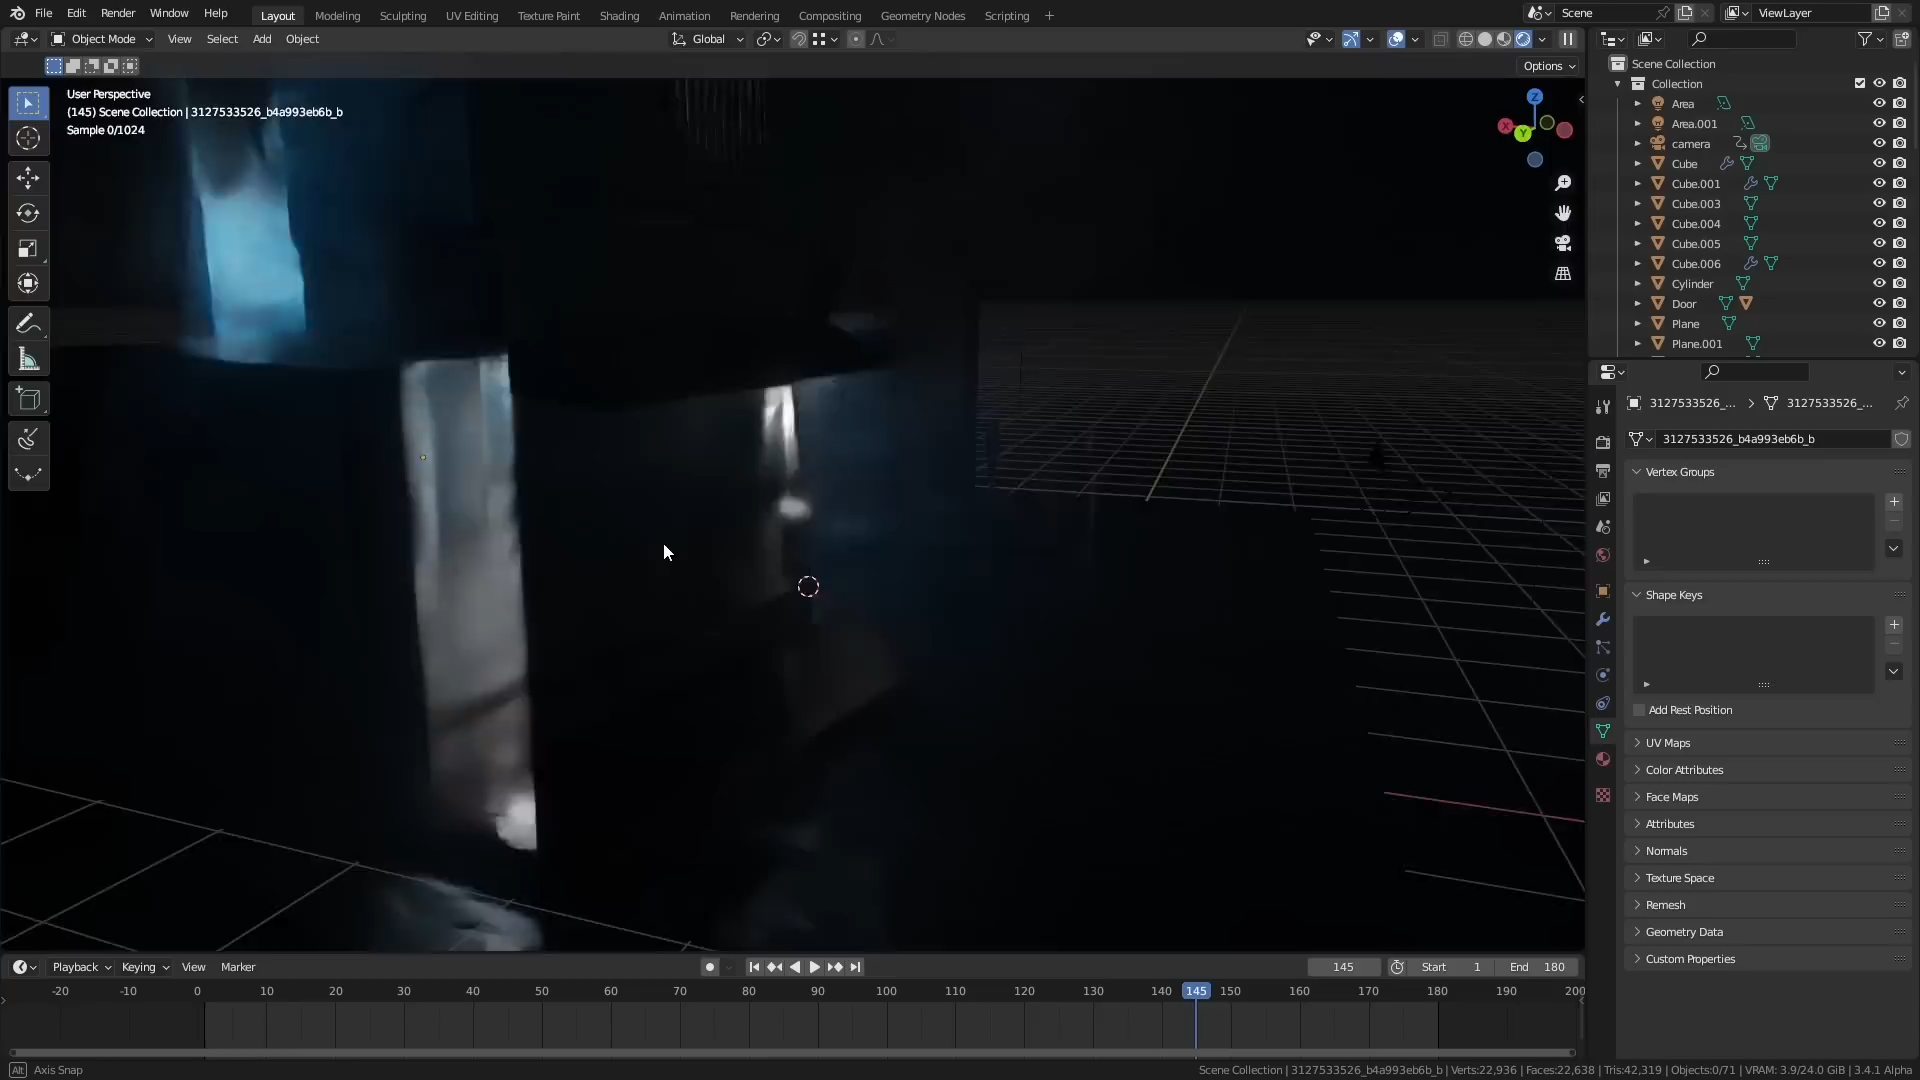 File Edit Render Window Help Layout Modeling Sculpting UV Editing Texture Paint Shading Animation Rendering Compositing Geometry Nodes Scripting + Scene ViewLayer
Object Mode View Select Add Object Global
Options
User Perspective
(145) Scene Collection | 3127533526_b4a993eb6b_b
Sample 0/1024
Z
X
Y
Scene Collection
Collection
Area
Area.001
camera
Cube
Cube.001
Cube.003
Cube.004
Cube.005
Cube.006
Cylinder
Door
Plane
Plane.001
3127533526_... > 3127533526_...
3127533526_b4a993eb6b_b
Vertex Groups
Shape Keys
Add Rest Position
UV Maps
Color Attributes
Face Maps
Attributes
Normals
Texture Space
Remesh
Geometry Data
Custom Properties
Playback Keying View Marker 145 Start 1 End 180
-20 -10 0 10 20 30 40 50 60 70 80 90 100 110 120 130 140 145 150 160 170 180 190 200
Alt Axis Snap
Scene Collection | 3127533526_b4a993eb6b_b | Verts:22,936 | Faces:22,638 | Tris:42,319 | Objects:0/71 | VRAM: 3.9/24.0 GiB | 3.4.1 Alpha